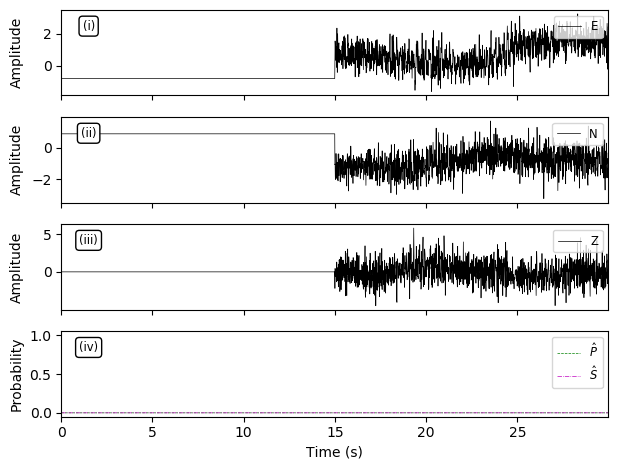 (i)
E
Amplitude
2
0
(ii)
N
Amplitude
0
−2
(iii)
Z
Amplitude
5
0
(iv)
P̂
Ŝ
Probability
1.0
0.5
0.0
0 5 10 15 20 25
Time (s)